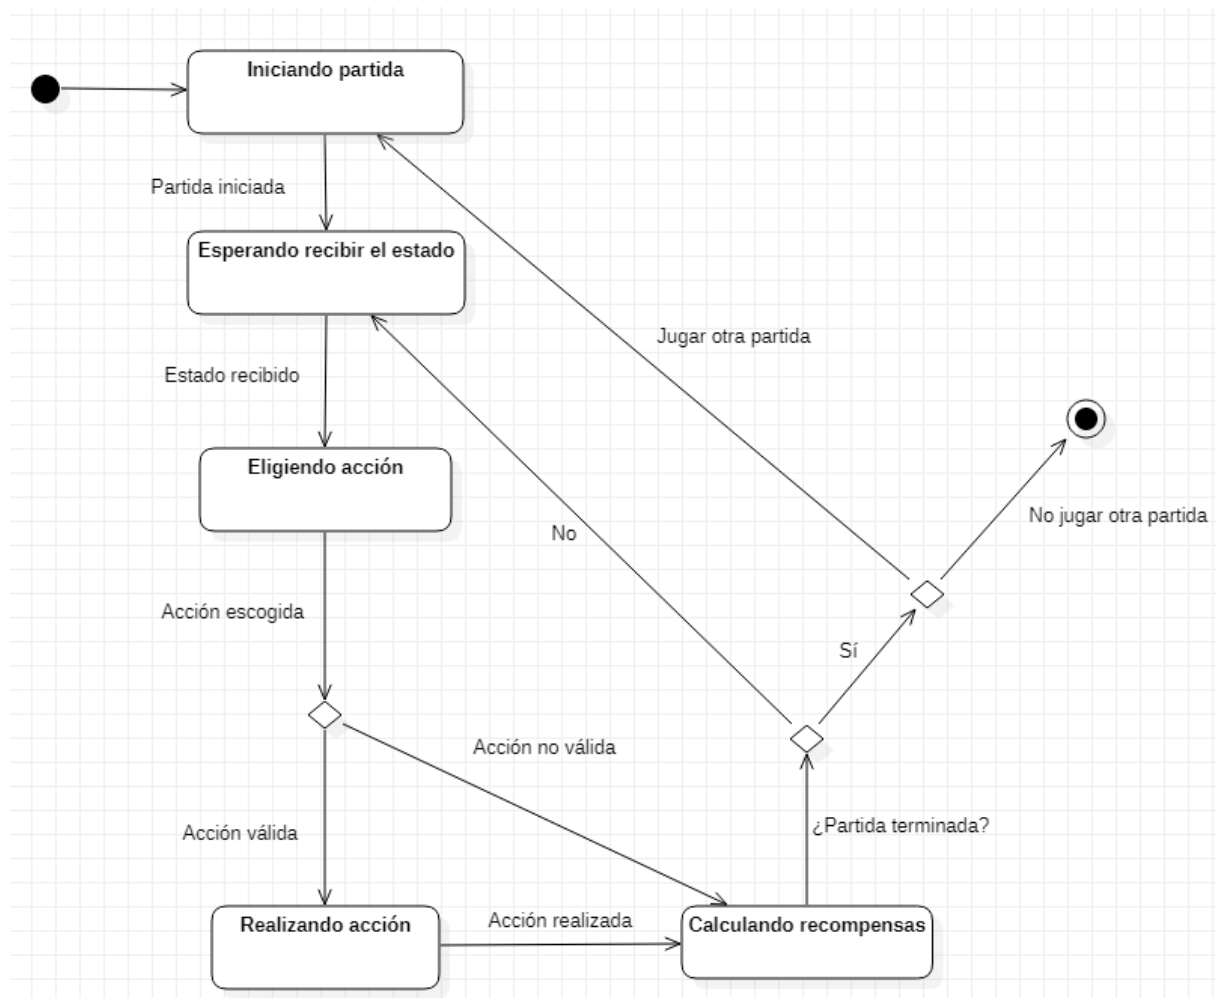 Iniciando partida
Partida iniciada
Esperando recibir el estado
Jugar otra partida
Estado recibido
Eligiendo acción
No jugar otra partida
No
Acción escogida
Sí
Acción no válida
¿Partida terminada?
Acción válida
Realizando acción
Acción realizada
Calculando recompensas